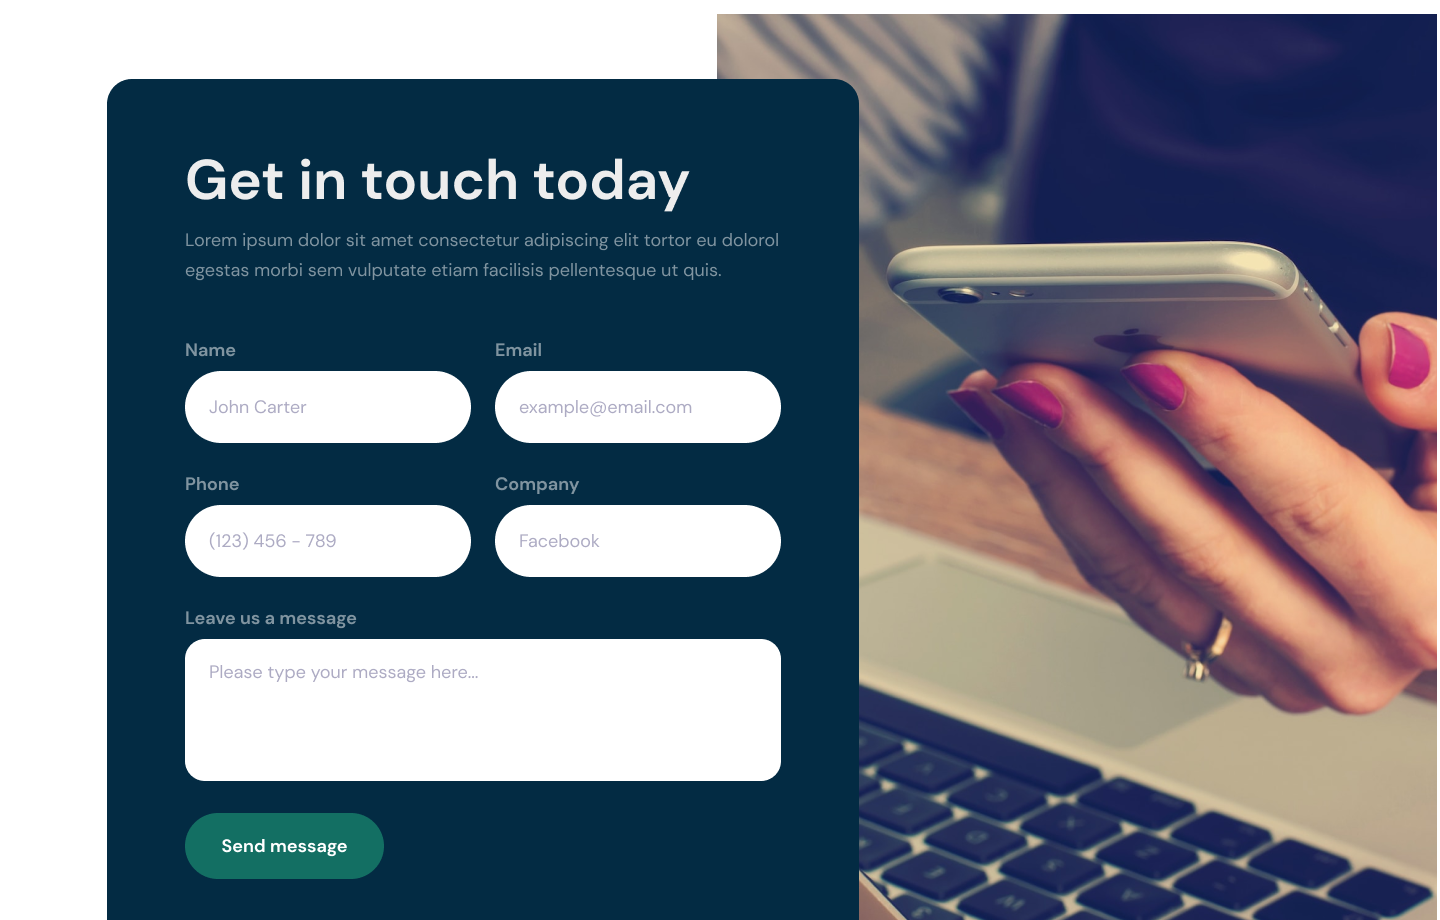 Get in touch today
Lorem ipsum dolor sit amet consectetur adipiscing elit tortor eu dolorol
egestas morbi sem vulputate etiam facilisis pellentesque ut quis.
Name
Email
John Carter
example@email.com
Phone
Company
(123) 456 - 789
Facebook
Leave us a message
Please type your message here...
Send message